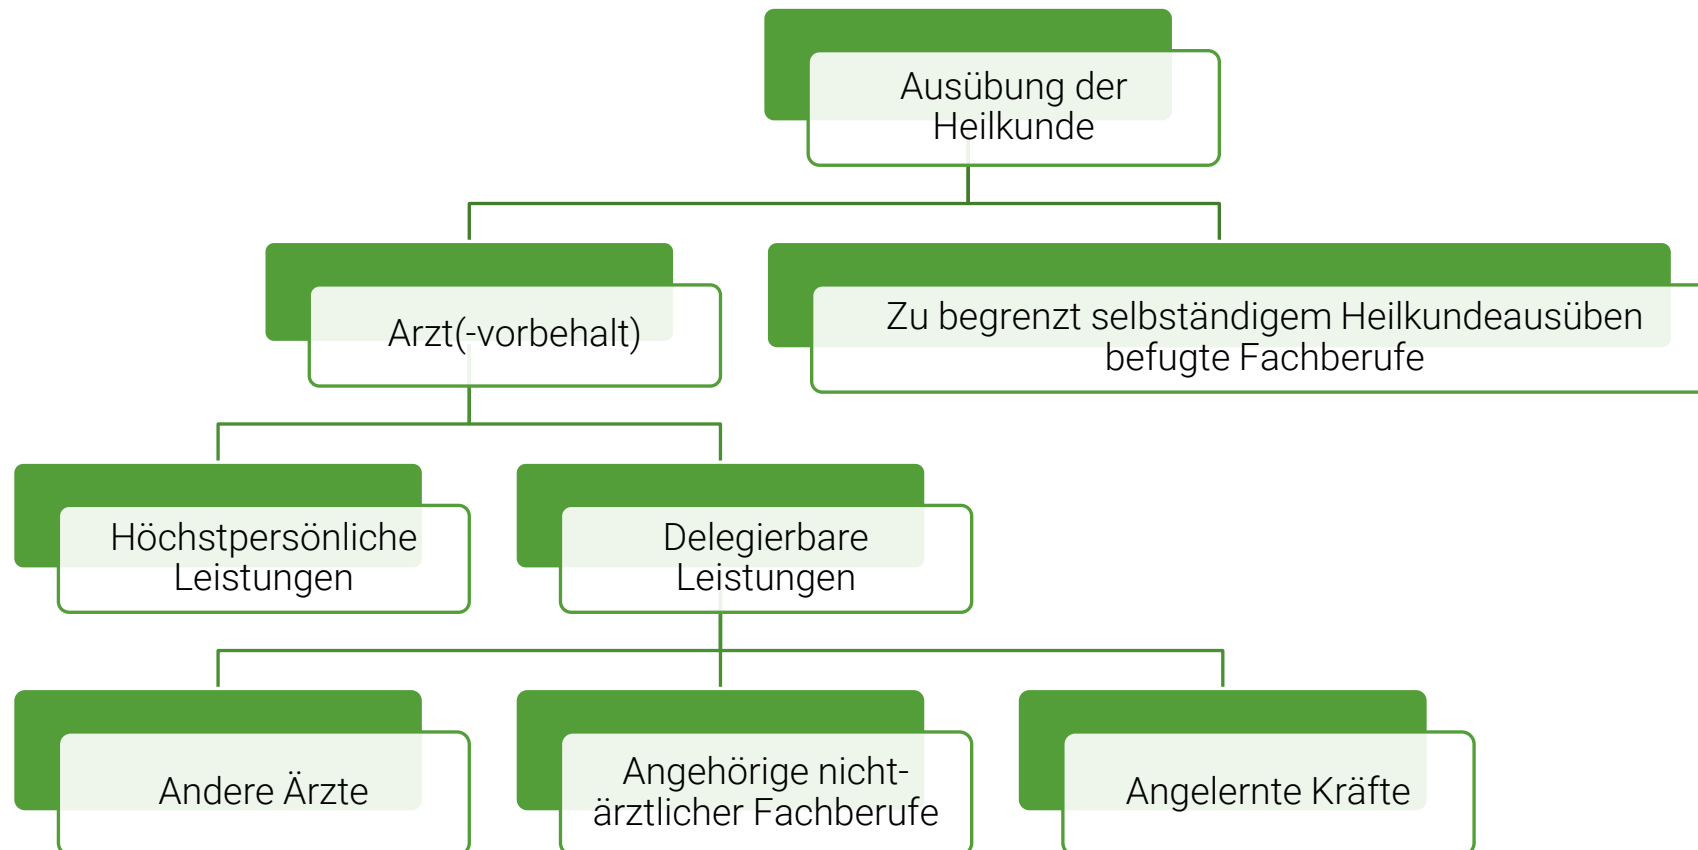 Ausübung der
Heilkunde
Arzt(-vorbehalt)
Zu begrenzt selbständigem Heilkundeausüben
befugte Fachberufe
Höchstpersönliche
Leistungen
Delegierbare
Leistungen
Andere Ärzte
Angehörige nicht-
ärztlicher Fachberufe
Angelernte Kräfte